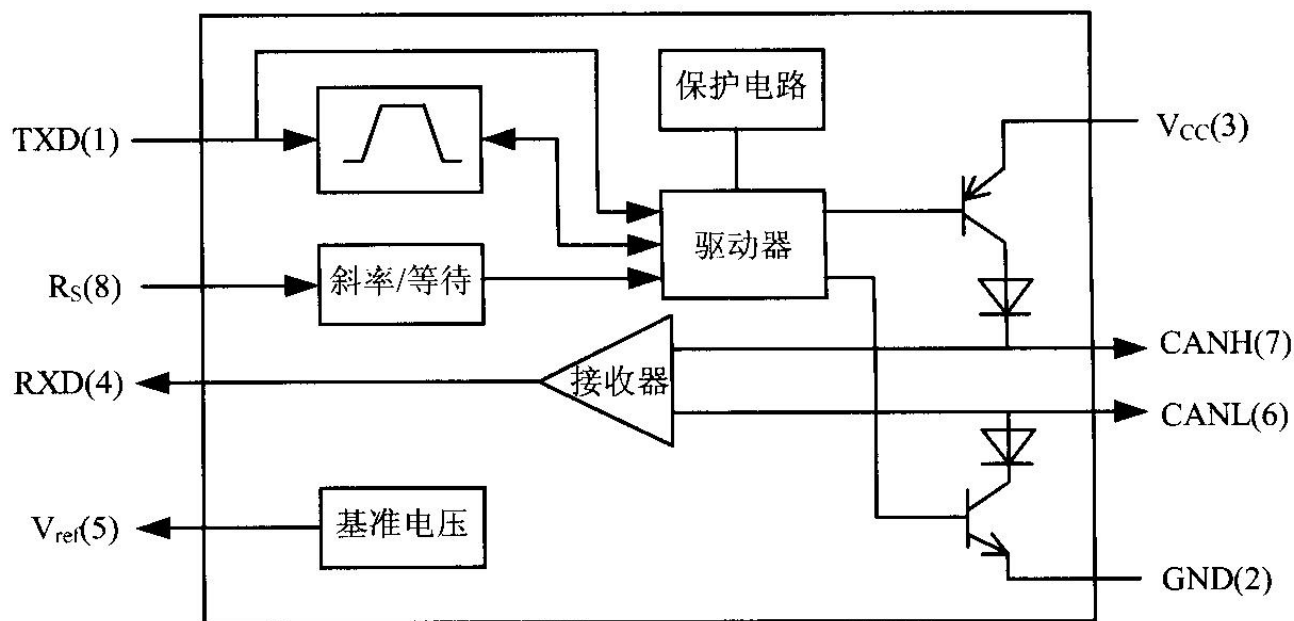 保护电路
TXD(1)
VCC(3)
驱动器
RS(8)
斜率/等待
CANH(7)
RXD(4)
接收器
CANL(6)
Vref(5)
基准电压
GND(2)